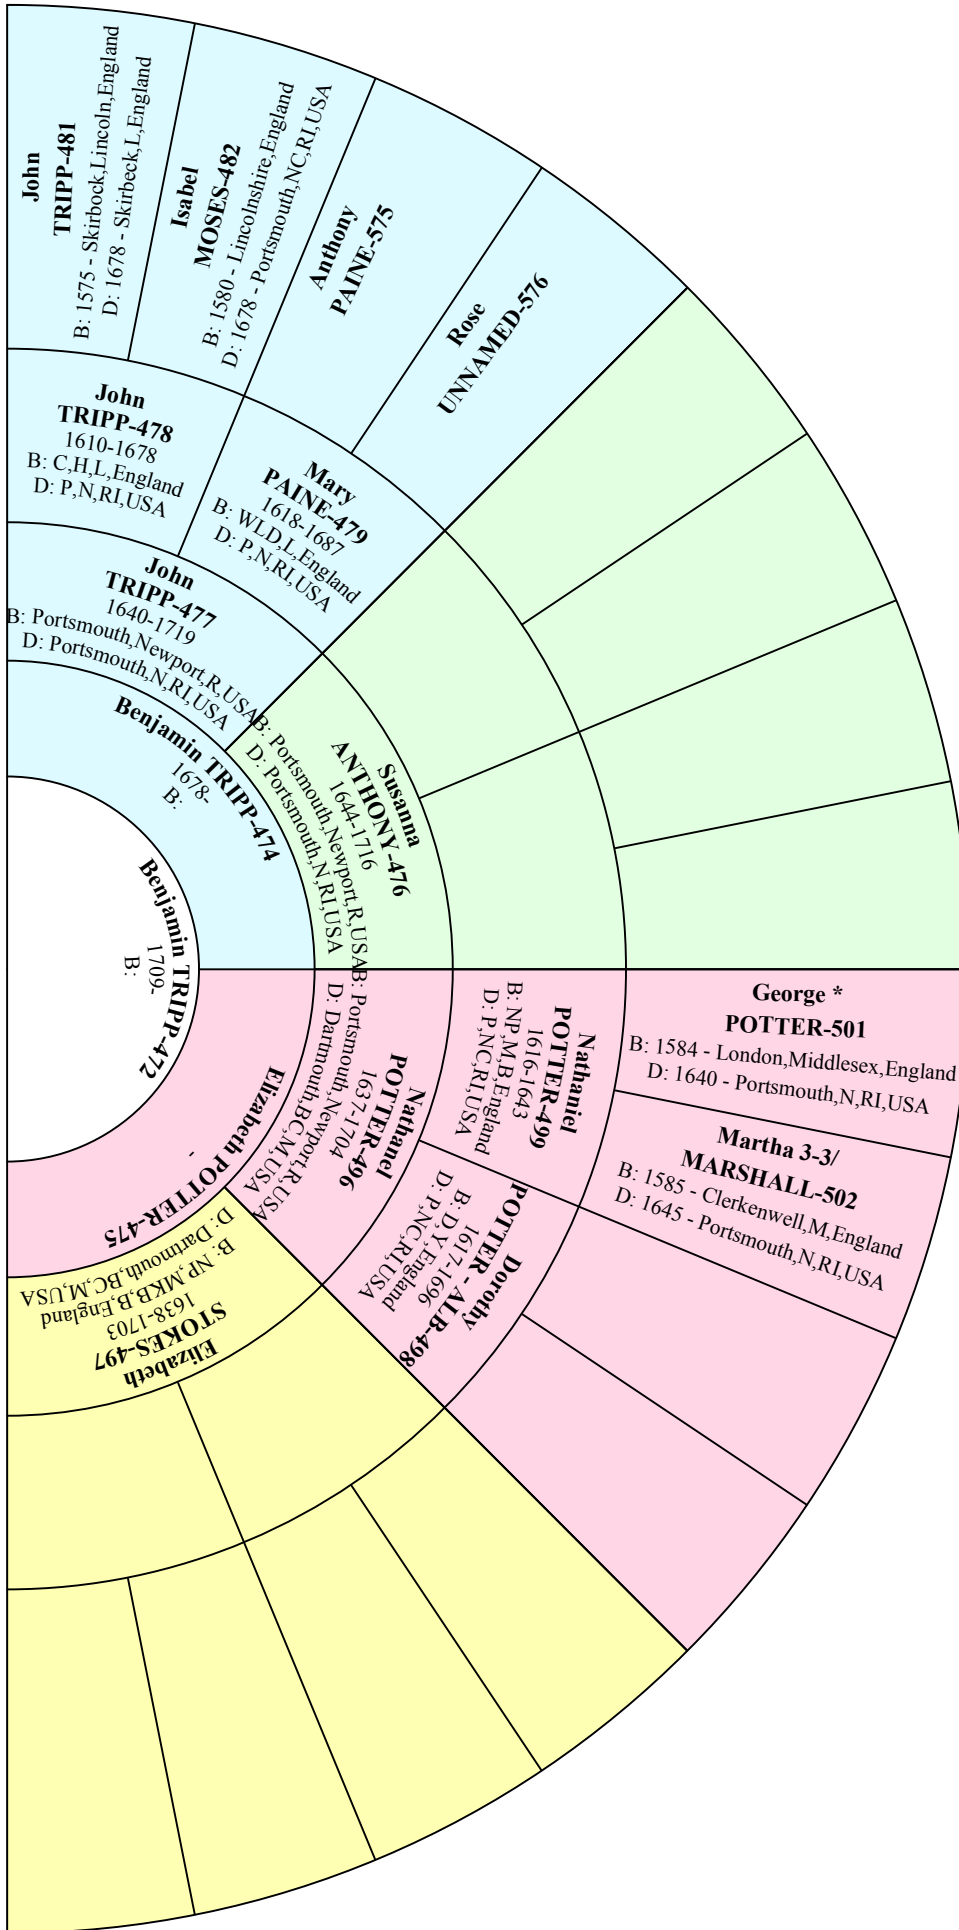 John
TRIPP-481
B: 1575 - Skirbock,Lincoln,England
D: 1678 - Skirbeck,L,England
Isabel
MOSES-482
B: 1580 - Lincolnshire,England
D: 1678 - Portsmouth,NC,RI,USA
Anthony
PAINE-575
Rose
UNNAMED-576
John
TRIPP-478
1610-1678
B: C,H,L,England
D: P,N,RI,USA
Mary
PAINE-479
1618-1687
B: WLD,L,England
D: P,N,RI,USA
John
TRIPP-477
1640-1719
B: Portsmouth,Newport,R,USA
D: Portsmouth,N,RI,USA
Susanna
ANTHONY-476
1644-1716
B: Portsmouth,Newport,R,USA
D: Portsmouth,N,RI,USA
Benjamin TRIPP-474
1678-
B:
Benjamin TRIPP-472
1709-
B:
Elizabeth POTTER-475
-
Nathanel
POTTER-496
1637-1704
B: Portsmouth,Newport,R,USA
D: Dartmouth,BC,M,USA
Elizabeth
STOKES-497
1638-1703
B: NP,MKB,B,England
D: Dartmouth,BC,M,USA
Nathaniel
POTTER-499
1616-1643
B: NP,M,B,England
D: P,NC,RI,USA
Dorothy
POTTER - ALB-498
1617-1696
B: D,Y,England
D: P,NC,RI,USA
George *
POTTER-501
B: 1584 - London,Middlesex,England
D: 1640 - Portsmouth,N,RI,USA
Martha 3-3/
MARSHALL-502
B: 1585 - Clerkenwell,M,England
D: 1645 - Portsmouth,N,RI,USA